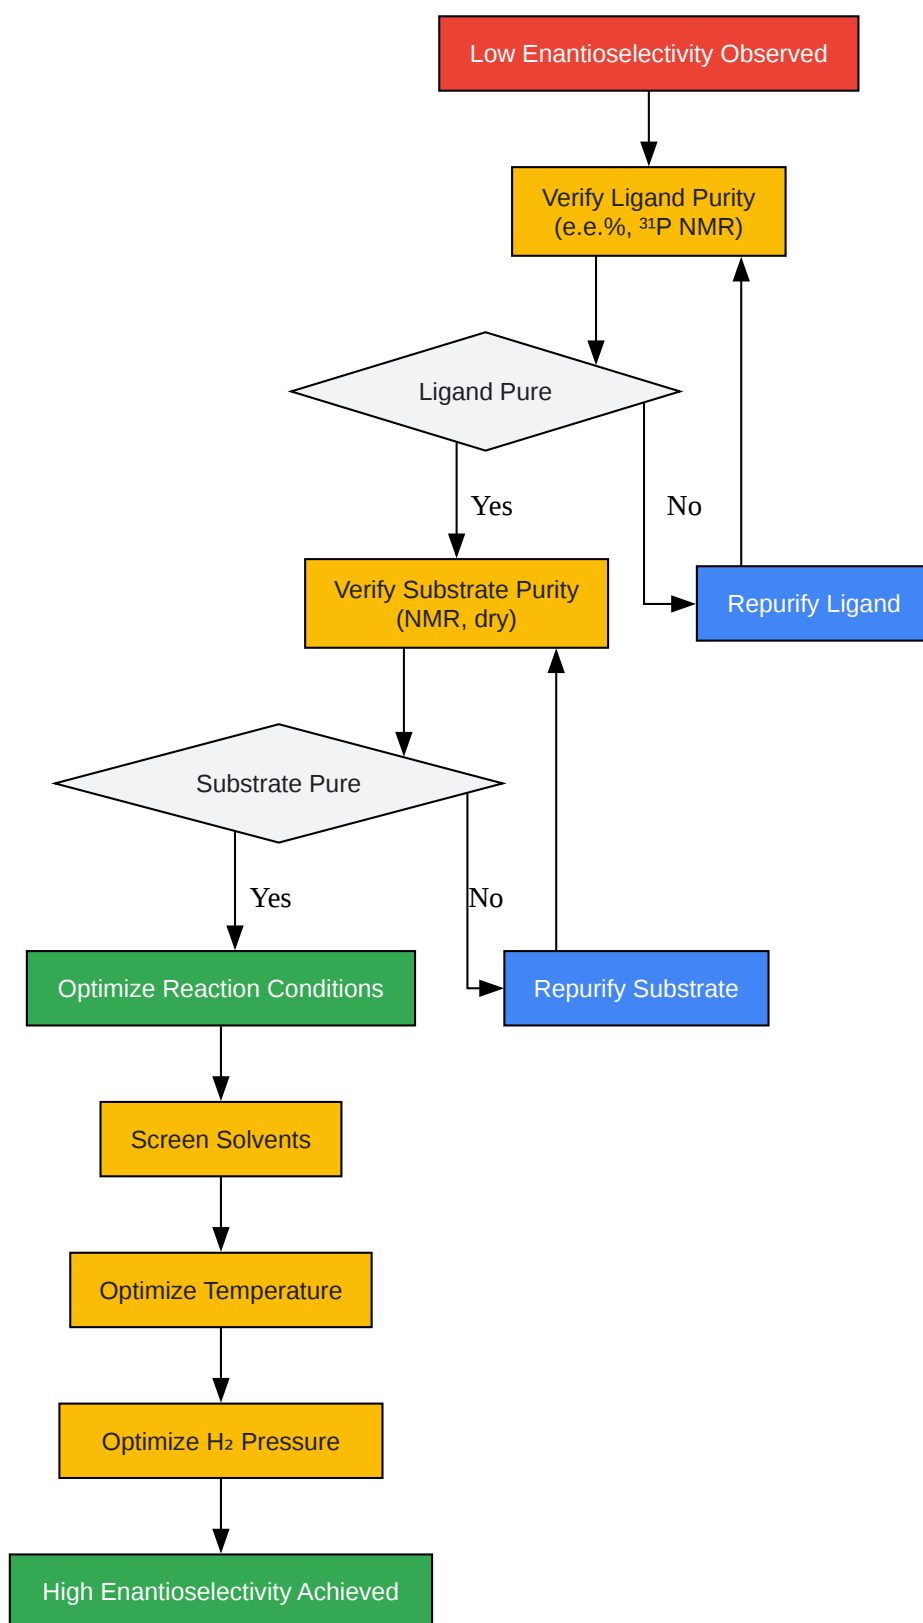 Low Enantioselectivity Observed
Verify Ligand Purity
(e.e.%, ³¹P NMR)
Ligand Pure
Yes
No
Verify Substrate Purity
(NMR, dry)
Repurify Ligand
Substrate Pure
Yes
No
Optimize Reaction Conditions
Repurify Substrate
Screen Solvents
Optimize Temperature
Optimize H₂ Pressure
High Enantioselectivity Achieved